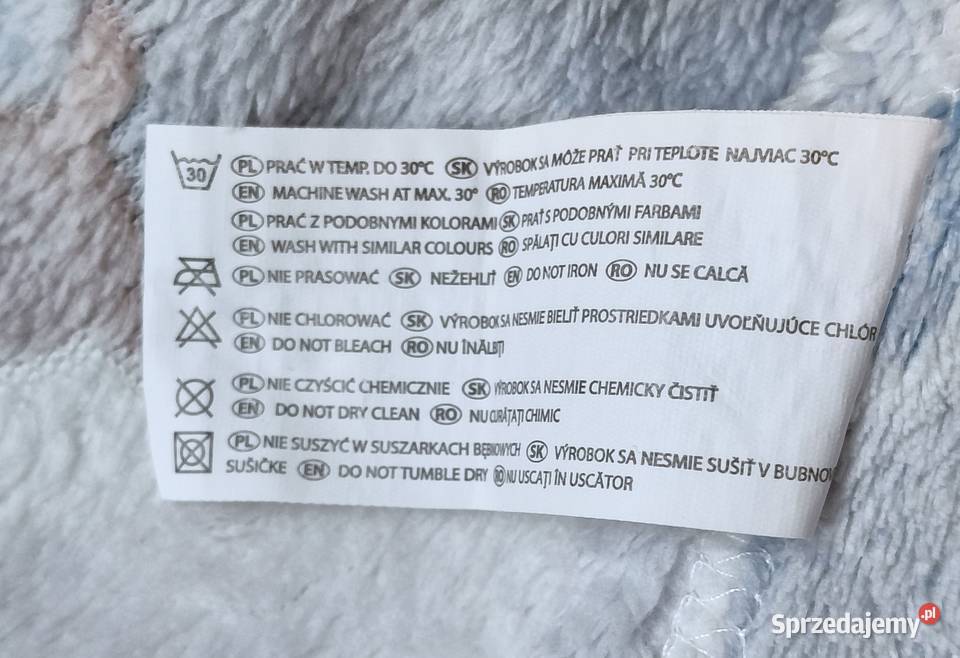 30 PL PRAĆ W TEMP. DO 30°C SK VÝROBOK SA MÔŽE PRAŤ PRI TEPLOTE NAJVIAC 30°C
EN MACHINE WASH AT MAX. 30° RO TEMPERATURA MAXIMĂ 30°C
PL PRAĆ Z PODOBNYMI KOLORAMI SK PRAŤ S PODOBNÝMI FARBAMI
EN WASH WITH SIMILAR COLOURS RO SPĂLAȚI CU CULORI SIMILARE
PL NIE PRASOWAĆ SK NEŽEHLIŤ EN DO NOT IRON RO NU SE CALCĂ
PL NIE CHLOROWAĆ SK VÝROBOK SA NESMIE BIELIŤ PROSTRIEDKAMI UVOĽŇUJÚCE CHLÓR
EN DO NOT BLEACH RO NU ÎNĂLBIȚI
PL NIE CZYŚCIĆ CHEMICZNIE SK VÝROBOK SA NESMIE CHEMICKY ČISTIŤ
EN DO NOT DRY CLEAN RO NU CURĂȚAȚI CHIMIC
PL NIE SUSZYĆ W SUSZARKACH BĘBNOWYCH SK VÝROBOK SA NESMIE SUŠIŤ V BUBNOV
SUŠIČKE EN DO NOT TUMBLE DRY RO NU USCAȚI ÎN USCĂTOR
Sprzedajemy.pl